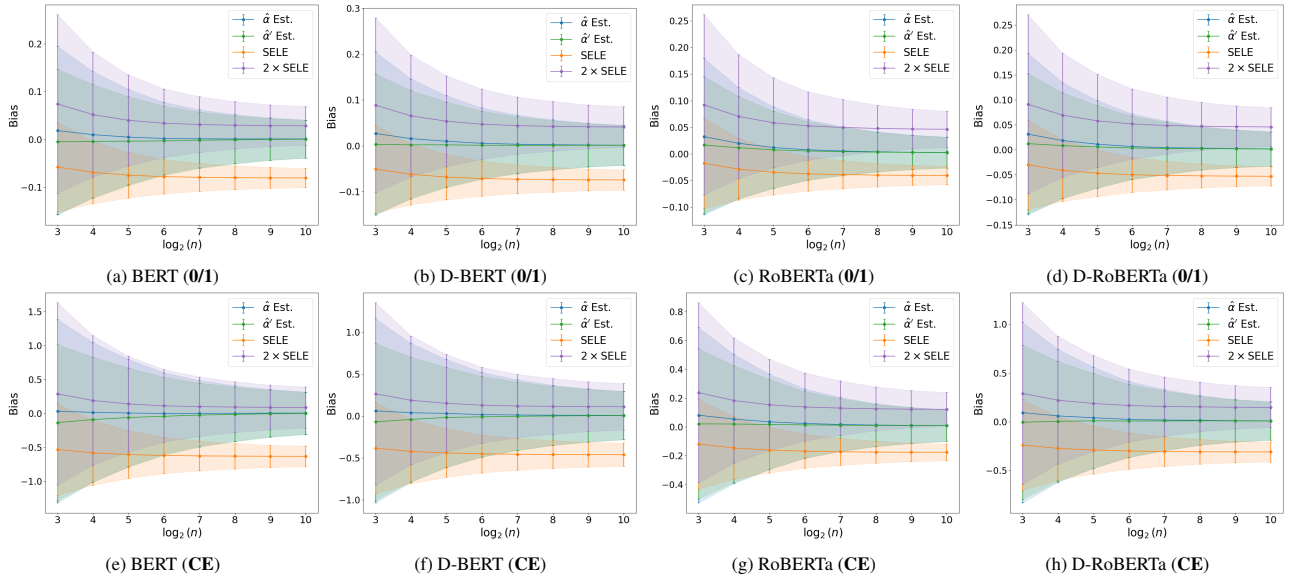 0.2
0.1
0.0
−0.1
Bias
3 4 5 6 7 8 9 10
log₂(n)
α̂ Est.
α̂′ Est.
SELE
2 × SELE
(a) BERT (0/1)
0.3
0.2
0.1
0.0
−0.1
Bias
3 4 5 6 7 8 9 10
log₂(n)
α̂ Est.
α̂′ Est.
SELE
2 × SELE
(b) D-BERT (0/1)
0.25
0.20
0.15
0.10
0.05
0.00
−0.05
−0.10
Bias
3 4 5 6 7 8 9 10
log₂(n)
α̂ Est.
α̂′ Est.
SELE
2 × SELE
(c) RoBERTa (0/1)
0.25
0.20
0.15
0.10
0.05
0.00
−0.05
−0.10
−0.15
Bias
3 4 5 6 7 8 9 10
log₂(n)
α̂ Est.
α̂′ Est.
SELE
2 × SELE
(d) D-RoBERTa (0/1)
1.5
1.0
0.5
0.0
−0.5
−1.0
Bias
3 4 5 6 7 8 9 10
log₂(n)
α̂ Est.
α̂′ Est.
SELE
2 × SELE
(e) BERT (CE)
1.0
0.5
0.0
−0.5
−1.0
Bias
3 4 5 6 7 8 9 10
log₂(n)
α̂ Est.
α̂′ Est.
SELE
2 × SELE
(f) D-BERT (CE)
0.8
0.6
0.4
0.2
0.0
−0.2
−0.4
Bias
3 4 5 6 7 8 9 10
log₂(n)
α̂ Est.
α̂′ Est.
SELE
2 × SELE
(g) RoBERTa (CE)
1.0
0.5
0.0
−0.5
Bias
3 4 5 6 7 8 9 10
log₂(n)
α̂ Est.
α̂′ Est.
SELE
2 × SELE
(h) D-RoBERTa (CE)